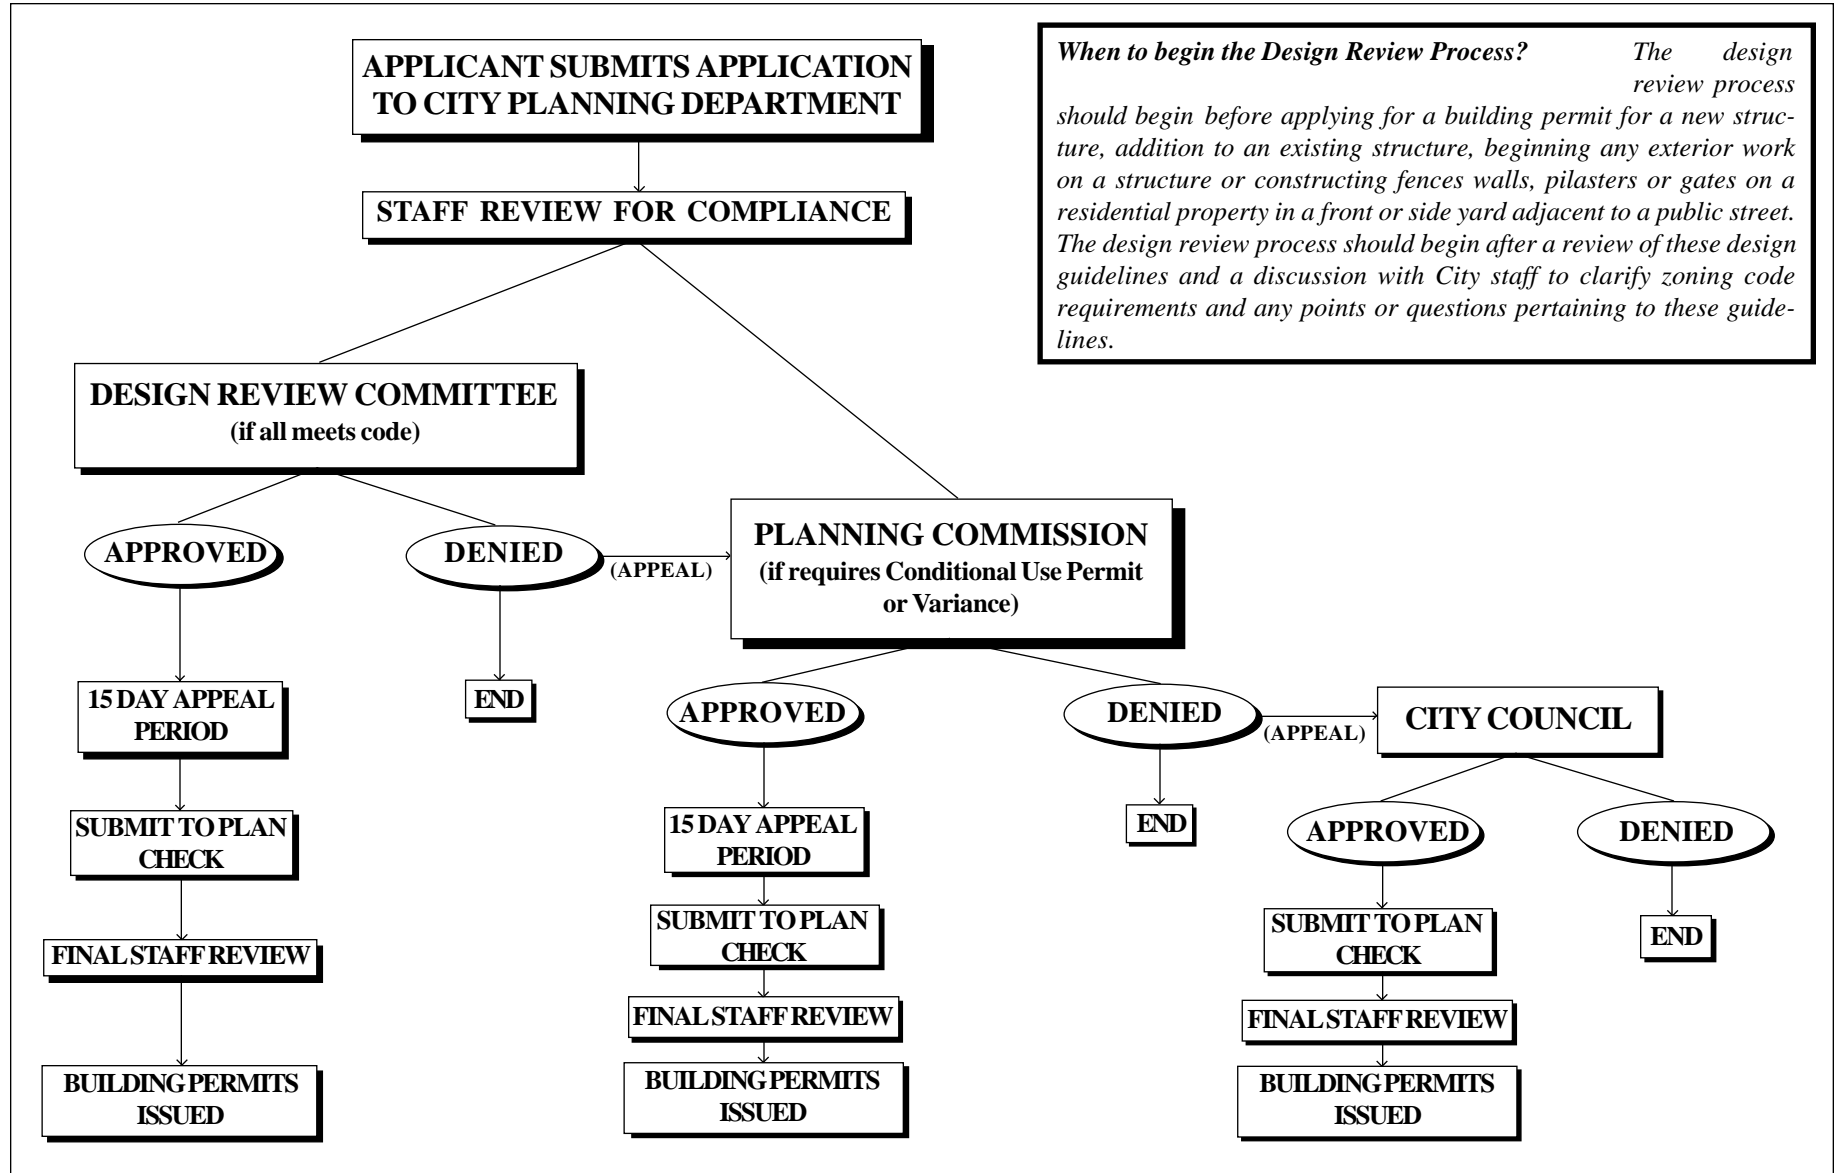 APPLICANT SUBMITS APPLICATION
TO CITY PLANNING DEPARTMENT
When to begin the Design Review Process? The design
review process
should begin before applying for a building permit for a new struc-
ture, addition to an existing structure, beginning any exterior work
on a structure or constructing fences walls, pilasters or gates on a
residential property in a front or side yard adjacent to a public street.
The design review process should begin after a review of these design
guidelines and a discussion with City staff to clarify zoning code
requirements and any points or questions pertaining to these guide-
lines.
STAFF REVIEW FOR COMPLIANCE
DESIGN REVIEW COMMITTEE
(if all meets code)
APPROVED
DENIED
(APPEAL)
PLANNING COMMISSION
(if requires Conditional Use Permit
or Variance)
15 DAY APPEAL
PERIOD
END
SUBMIT TO PLAN
CHECK
FINAL STAFF REVIEW
BUILDING PERMITS
ISSUED
APPROVED
DENIED
(APPEAL)
CITY COUNCIL
15 DAY APPEAL
PERIOD
END
SUBMIT TO PLAN
CHECK
FINAL STAFF REVIEW
BUILDING PERMITS
ISSUED
APPROVED
DENIED
SUBMIT TO PLAN
CHECK
END
FINAL STAFF REVIEW
BUILDING PERMITS
ISSUED